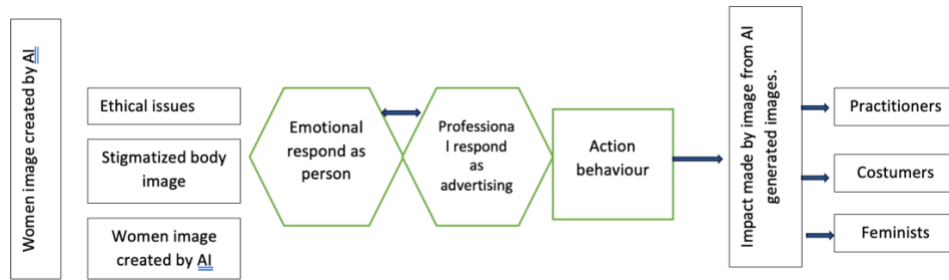 Women image created by AI
Ethical issues
Stigmatized body
image
Women image
created by AI
Emotional
respond as
person
Professiona
l respond
as
advertising
Action
behaviour
Impact made by image from AI
generated images.
Practitioners
Costumers
Feminists